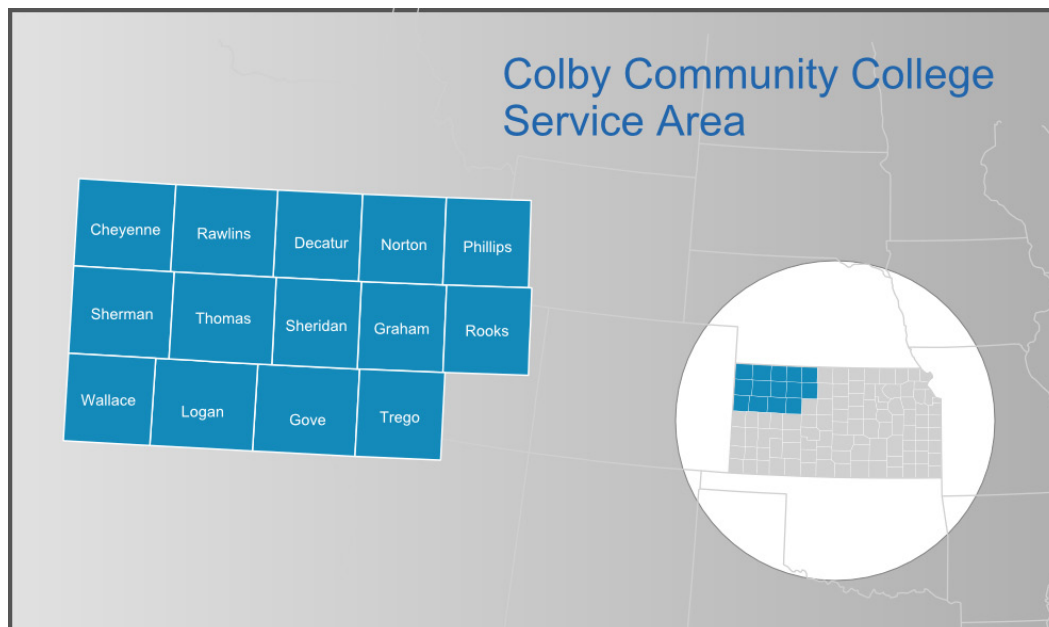 Colby Community College
Service Area
Cheyenne
Rawlins
Decatur
Norton
Phillips
Sherman
Thomas
Sheridan
Graham
Rooks
Wallace
Logan
Gove
Trego